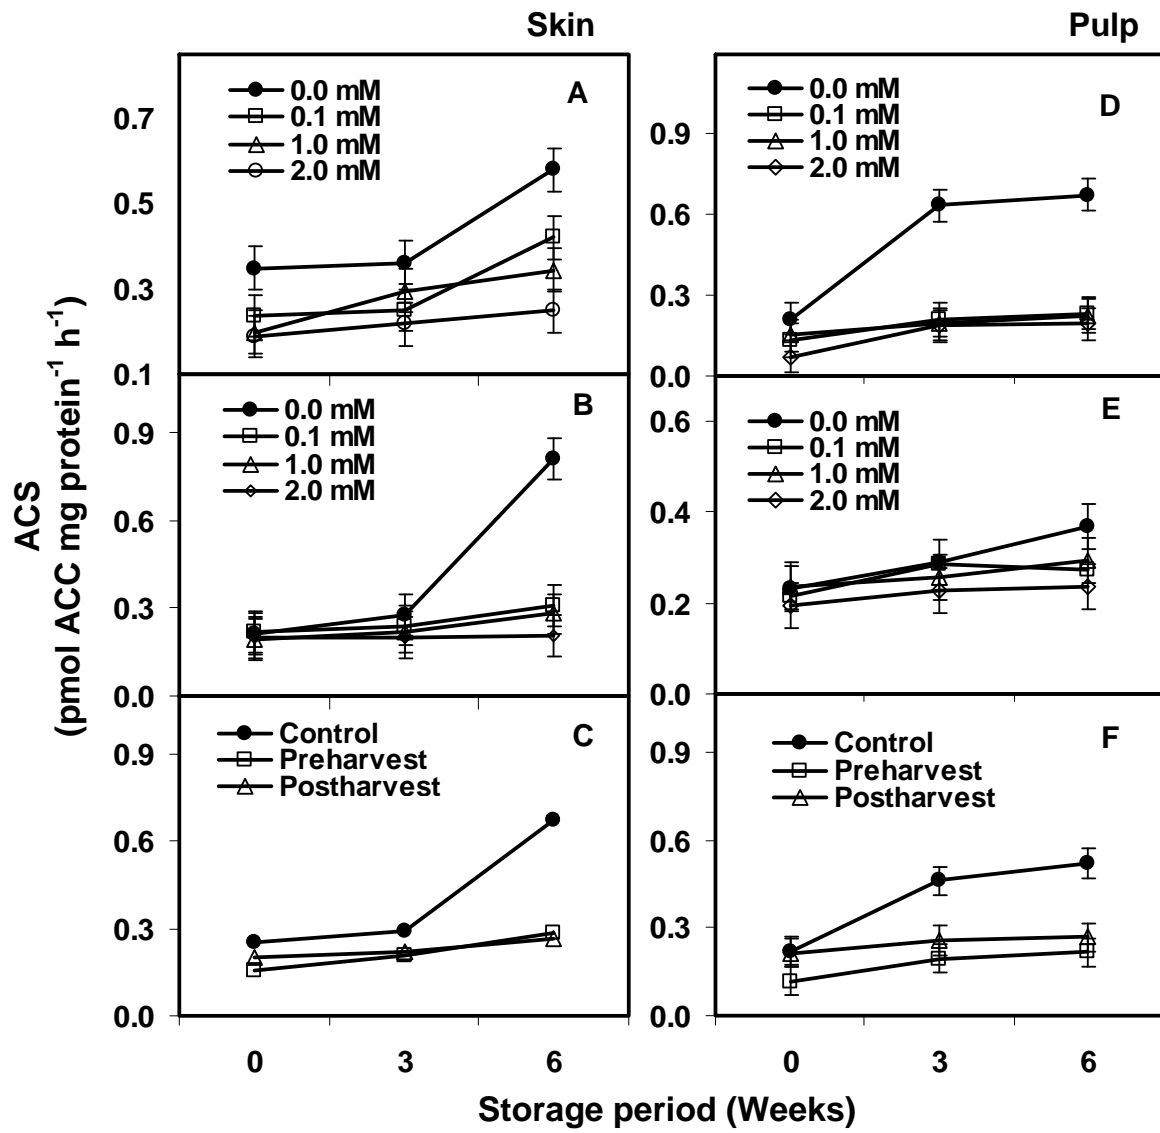 Skin
Pulp
A
0.0 mM
0.1 mM
1.0 mM
2.0 mM
0.7
0.5
0.3
0.1
D
0.0 mM
0.1 mM
1.0 mM
2.0 mM
0.9
0.6
0.3
0.0
B
0.0 mM
0.1 mM
1.0 mM
2.0 mM
0.9
0.6
0.3
0.0
E
0.0 mM
0.1 mM
1.0 mM
2.0 mM
0.6
0.4
0.2
0.0
C
Control
Preharvest
Postharvest
0.9
0.6
0.3
0.0
F
Control
Preharvest
Postharvest
0.9
0.6
0.3
0.0
0 3 6
0 3 6
ACS
(pmol ACC mg protein⁻¹ h⁻¹)
Storage period (Weeks)